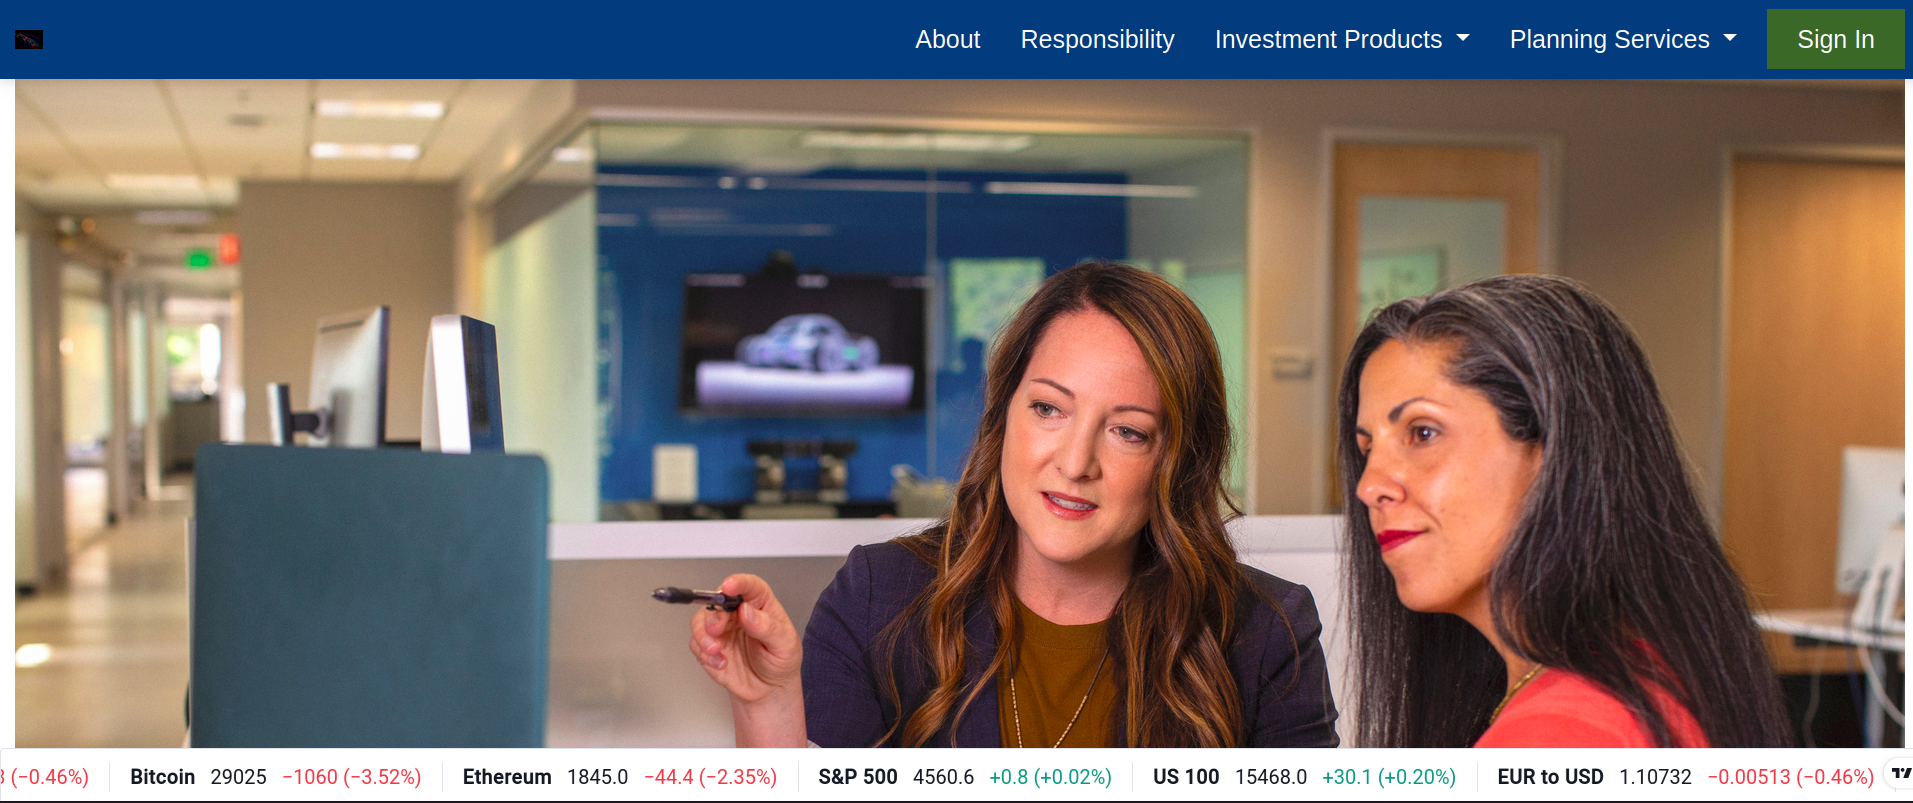 About Responsibility Investment Products Planning Services Sign In
(−0.46%) Bitcoin 29025 −1060 (−3.52%) Ethereum 1845.0 −44.4 (−2.35%) S&P 500 4560.6 +0.8 (+0.02%) US 100 15468.0 +30.1 (+0.20%) EUR to USD 1.10732 −0.00513 (−0.46%)